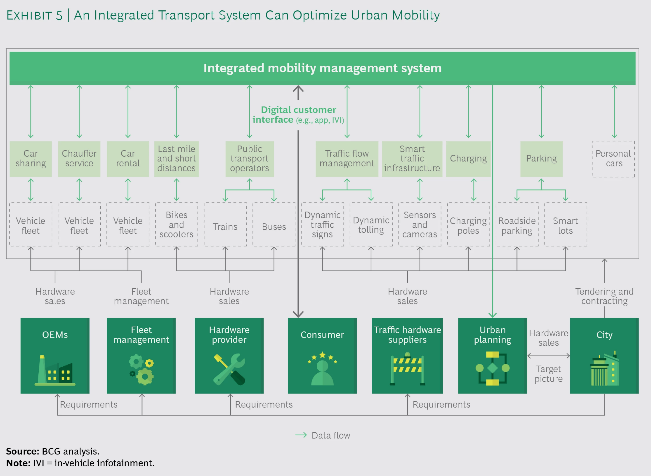 EXHIBIT 5 | An Integrated Transport System Can Optimize Urban Mobility
Integrated mobility management system
Digital customer
interface (e.g., app, IVI)
Car
sharing
Chauffer
service
Car
rental
Last mile
and short
distances
Public
transport
operators
Traffic flow
management
Smart
traffic
infrastructure
Charging
Parking
Personal
cars
Vehicle
fleet
Vehicle
fleet
Vehicle
fleet
Bikes
and
scooters
Trains
Buses
Dynamic
traffic
signs
Dynamic
tolling
Sensors
and
cameras
Charging
poles
Roadside
parking
Smart
lots
Hardware
sales
Fleet
management
Hardware
sales
Hardware
sales
Tendering and
contracting
OEMs
Fleet
management
Hardware
provider
Consumer
Traffic hardware
suppliers
Urban
planning
Hardware
sales
Target
picture
City
Requirements
Requirements
Requirements
Data flow
Source: BCG analysis.
Note: IVI = in-vehicle infotainment.